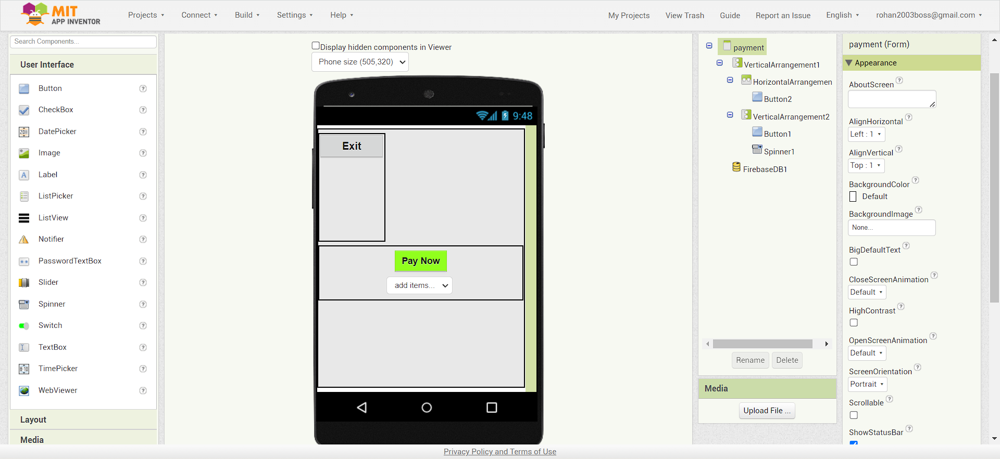 MIT
APP INVENTOR
Projects
Connect
Build
Settings
Help
My Projects
View Trash
Guide
Report an Issue
English
rohan2003boss@gmail.com
Search Components...
User Interface
Button
CheckBox
DatePicker
Image
Label
ListPicker
ListView
Notifier
PasswordTextBox
Slider
Spinner
Switch
TextBox
TimePicker
WebViewer
Layout
Media
Display hidden components in Viewer
Phone size (505,320)
9:48
Exit
Pay Now
add items...
payment
VerticalArrangement1
HorizontalArrangemen
Button2
VerticalArrangement2
Button1
Spinner1
FirebaseDB1
Rename
Delete
Media
Upload File ...
payment (Form)
Appearance
AboutScreen
AlignHorizontal
Left : 1
AlignVertical
Top : 1
BackgroundColor
Default
BackgroundImage
None...
BigDefaultText
CloseScreenAnimation
Default
HighContrast
OpenScreenAnimation
Default
ScreenOrientation
Portrait
Scrollable
ShowStatusBar
Privacy Policy and Terms of Use